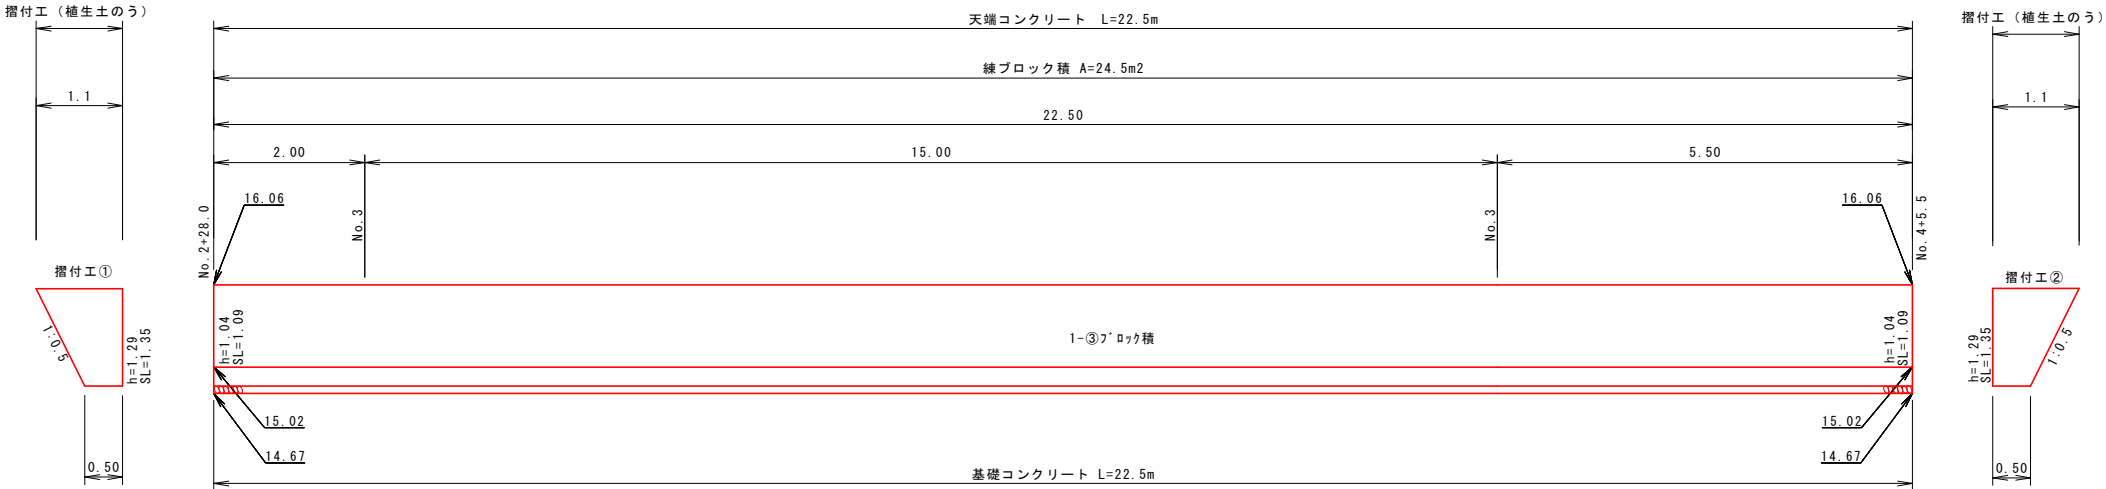 摺付工（植生土のう）
天端コンクリート L=22.5m
摺付工（植生土のう）
練ブロック積 A=24.5m2
1.1
1.1
22.50
2.00
15.00
5.50
16.06
16.06
No.2+28.0
No.3
No.3
No.4+5.5
摺付工①
摺付工②
1:0.5
h=1.29
SL=1.35
h=1.04
SL=1.09
1-③ﾌﾞﾛｯｸ積
h=1.04
SL=1.09
h=1.29
SL=1.35
1:0.5
15.02
15.02
14.67
14.67
0.50
基礎コンクリート L=22.5m
0.50